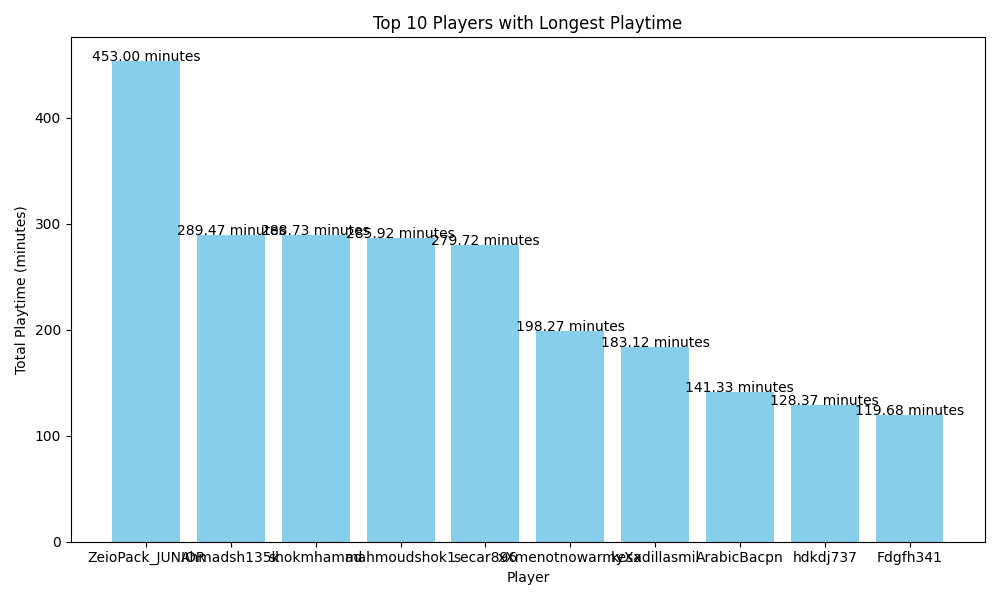 Top 10 Players with Longest Playtime
453.00 minutes
289.47 minutes
288.73 minutes
285.92 minutes
279.72 minutes
198.27 minutes
183.12 minutes
141.33 minutes
128.37 minutes
119.68 minutes
Total Playtime (minutes)
400
300
200
100
0
ZeioPack_JUNIOR
mahmoudshok1
ArabicBacpn
hdkdj737
Fdgfh341
Player